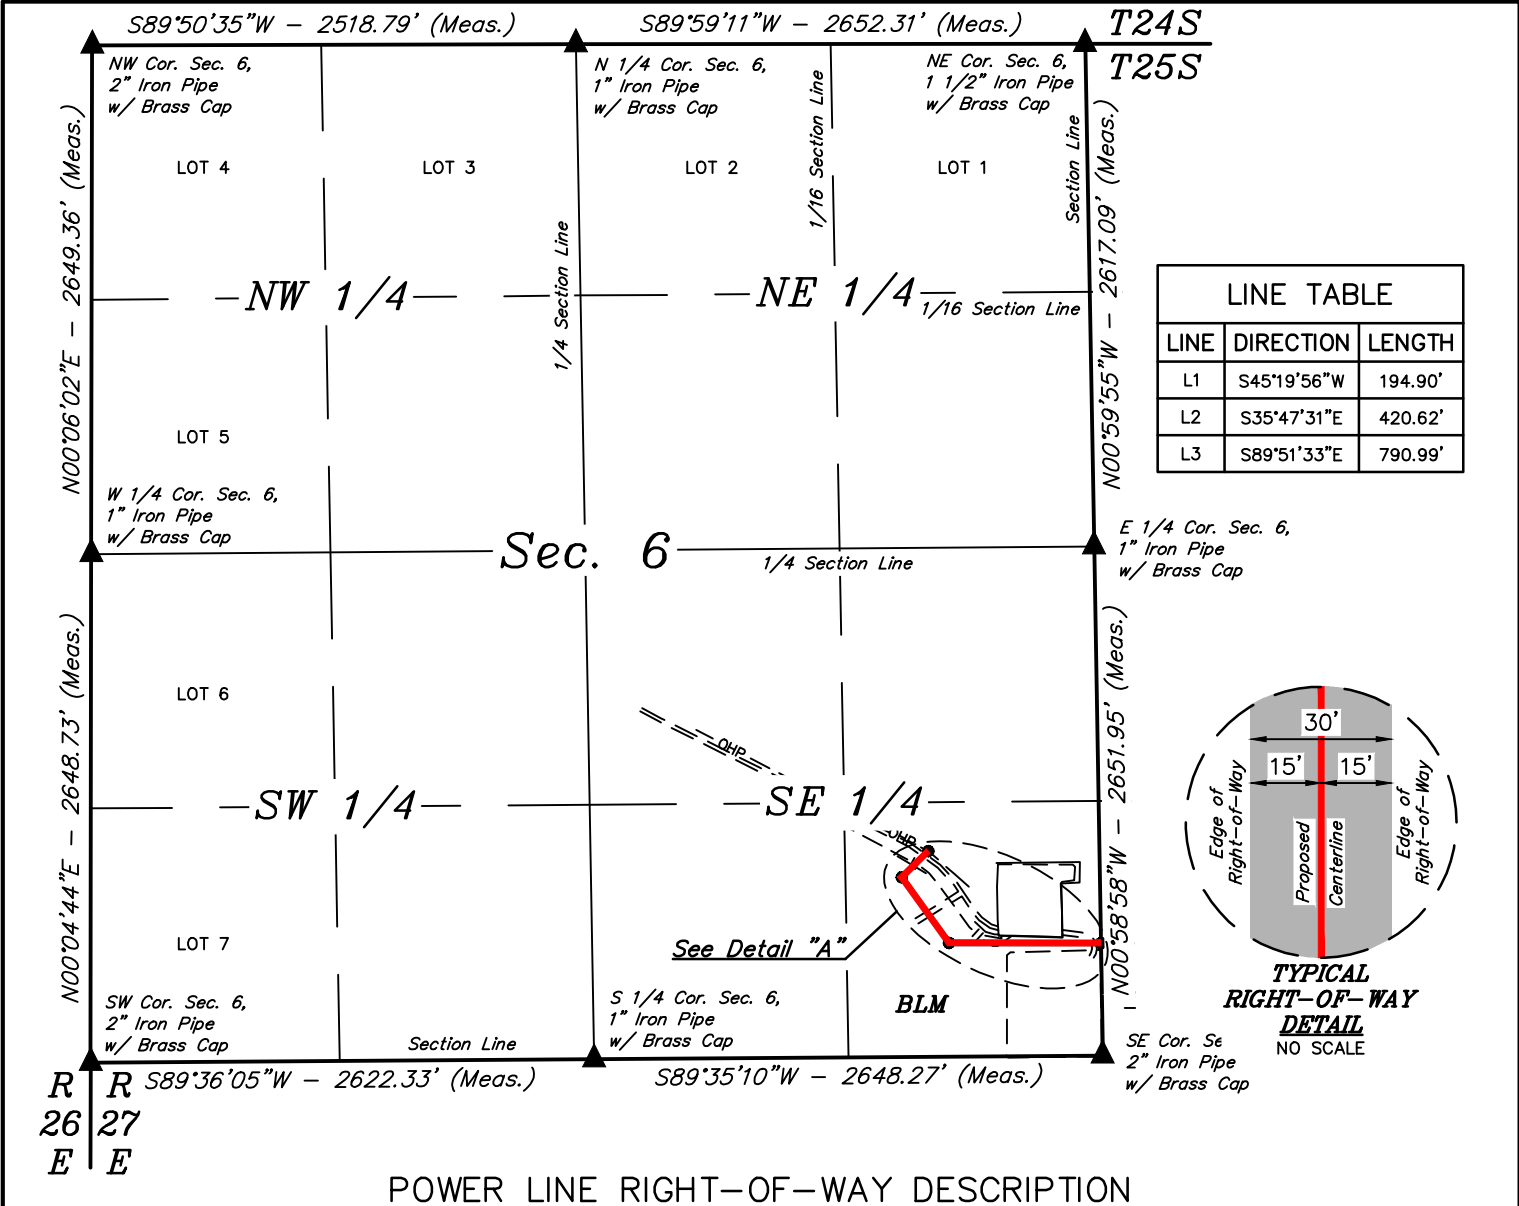 S89°50'35"W - 2518.79' (Meas.)
S89°59'11"W - 2652.31' (Meas.)
T24S
T25S
NW Cor. Sec. 6,
2" Iron Pipe
w/ Brass Cap
N 1/4 Cor. Sec. 6,
1" Iron Pipe
w/ Brass Cap
NE Cor. Sec. 6,
1 1/2" Iron Pipe
w/ Brass Cap
1/16 Section Line
Section Line
LOT 4
LOT 3
LOT 2
LOT 1
N00°06'02"E - 2649.36' (Meas.)
1/4 Section Line
N00°59'55"W - 2617.09' (Meas.)
NW 1/4
NE 1/4
1/16 Section Line
LINE TABLE
LINE DIRECTION LENGTH
L1 S45°19'56"W 194.90'
L2 S35°47'31"E 420.62'
L3 S89°51'33"E 790.99'
LOT 5
W 1/4 Cor. Sec. 6,
1" Iron Pipe
w/ Brass Cap
Sec. 6
1/4 Section Line
E 1/4 Cor. Sec. 6,
1" Iron Pipe
w/ Brass Cap
LOT 6
N00°04'44"E - 2648.73' (Meas.)
OHP
SW 1/4
SE 1/4
OHP
N00°58'58"W - 2651.95' (Meas.)
30'
15' 15'
Edge of
Right-of-Way
Proposed
Centerline
Edge of
Right-of-Way
TYPICAL
RIGHT-OF-WAY
DETAIL
NO SCALE
LOT 7
See Detail "A"
BLM
SW Cor. Sec. 6,
2" Iron Pipe
w/ Brass Cap
Section Line
S 1/4 Cor. Sec. 6,
1" Iron Pipe
w/ Brass Cap
SE Cor. Se
2" Iron Pipe
w/ Brass Cap
S89°36'05"W - 2622.33' (Meas.)
S89°35'10"W - 2648.27' (Meas.)
R R
26 27
E E
POWER LINE RIGHT-OF-WAY DESCRIPTION